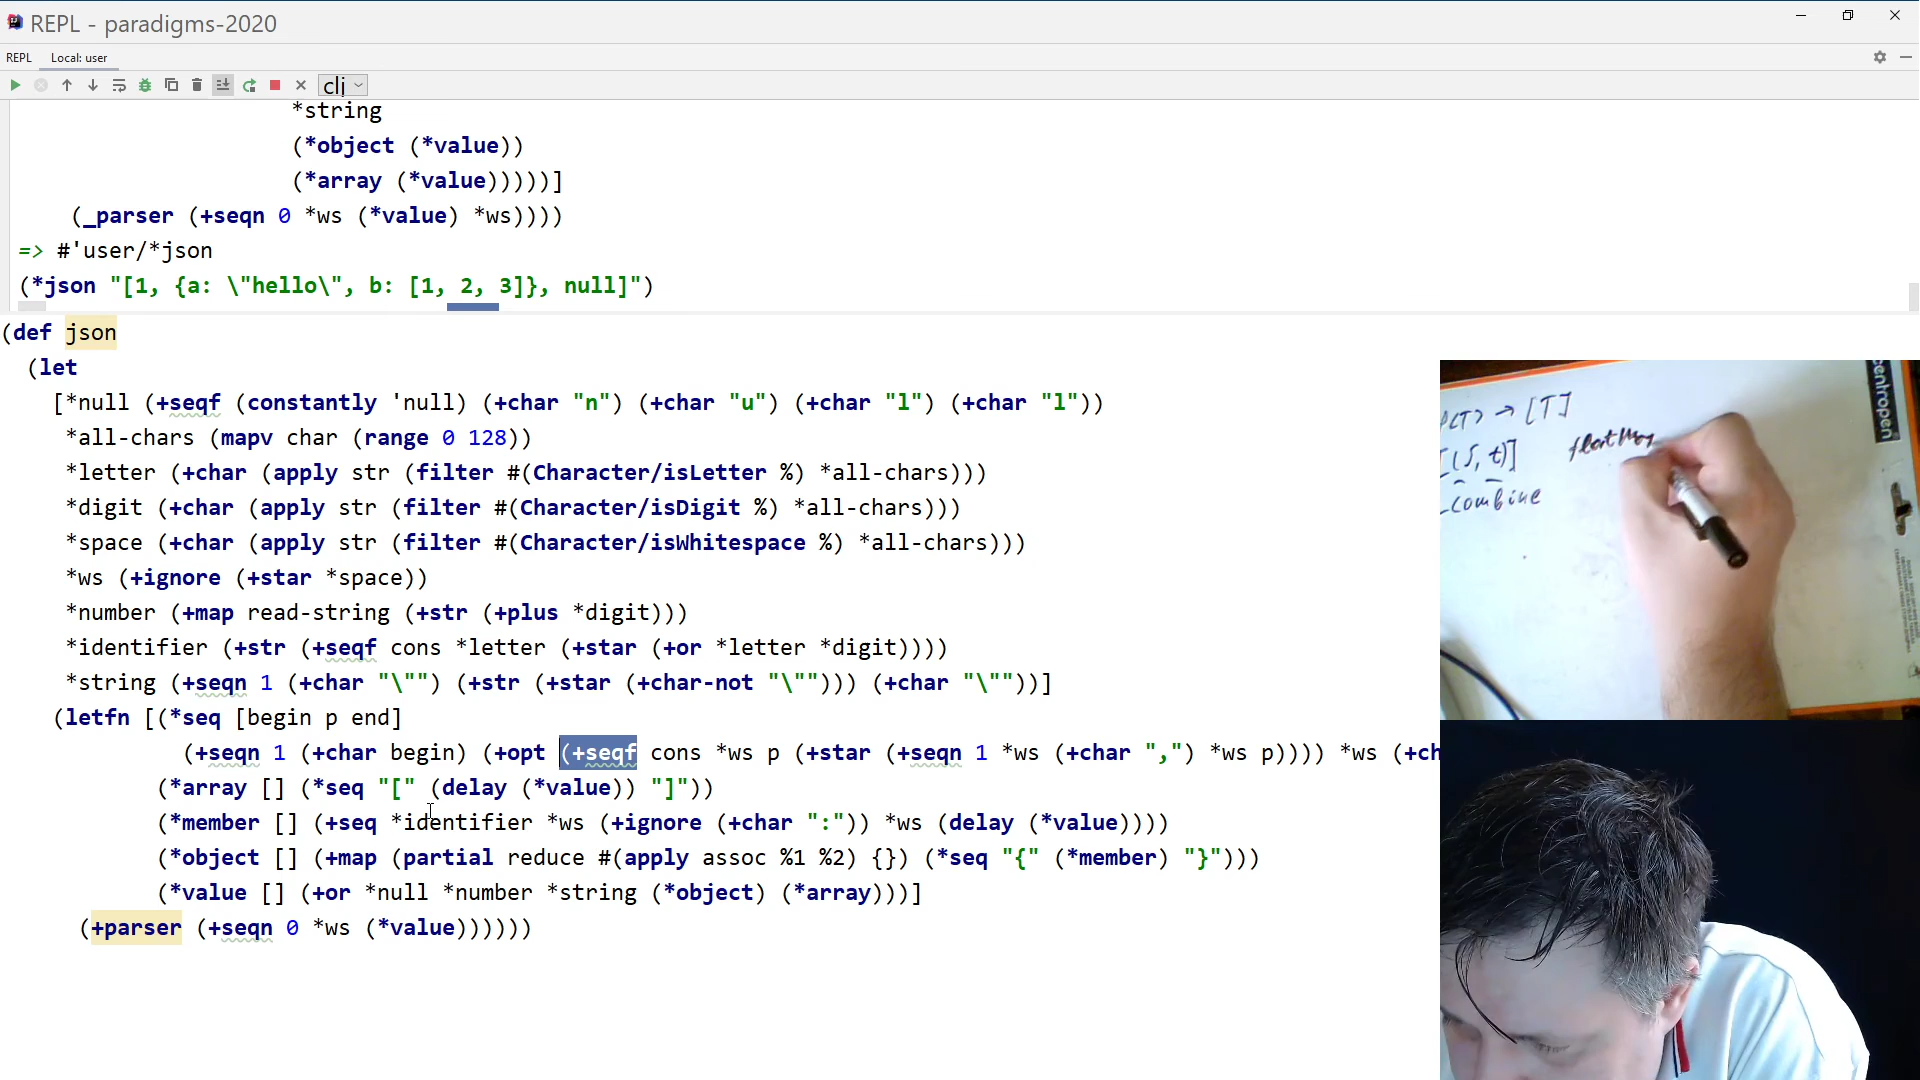 REPL - paradigms-2020
REPL Local: user
clj
*string
(*object (*value))
(*array (*value)))))]
(_parser (+seqn 0 *ws (*value) *ws))))
=> #'user/*json
(*json "[1, {a: \"hello\", b: [1, 2, 3]}, null]")
(def json
(let
[*null (+seqf (constantly 'null) (+char "n") (+char "u") (+char "l") (+char "l"))
*all-chars (mapv char (range 0 128))
*letter (+char (apply str (filter #(Character/isLetter %) *all-chars)))
*digit (+char (apply str (filter #(Character/isDigit %) *all-chars)))
*space (+char (apply str (filter #(Character/isWhitespace %) *all-chars)))
*ws (+ignore (+star *space))
*number (+map read-string (+str (+plus *digit)))
*identifier (+str (+seqf cons *letter (+star (+or *letter *digit))))
*string (+seqn 1 (+char "\"") (+str (+star (+char-not "\""))) (+char "\""))]
(letfn [(*seq [begin p end]
(+seqn 1 (+char begin) (+opt (+seqf cons *ws p (+star (+seqn 1 *ws (+char ",") *ws p)))) *ws (+ch
(*array [] (*seq "[" (delay (*value)) "]"))
(*member [] (+seq *identifier *ws (+ignore (+char ":")) *ws (delay (*value))))
(*object [] (+map (partial reduce #(apply assoc %1 %2) {}) (*seq "{" (*member) "}")))
(*value [] (+or *null *number *string (*object) (*array)))]
(+parser (+seqn 0 *ws (*value))))))
(T) → [T]
[(S, t)]
combine
flatMap
enhropen